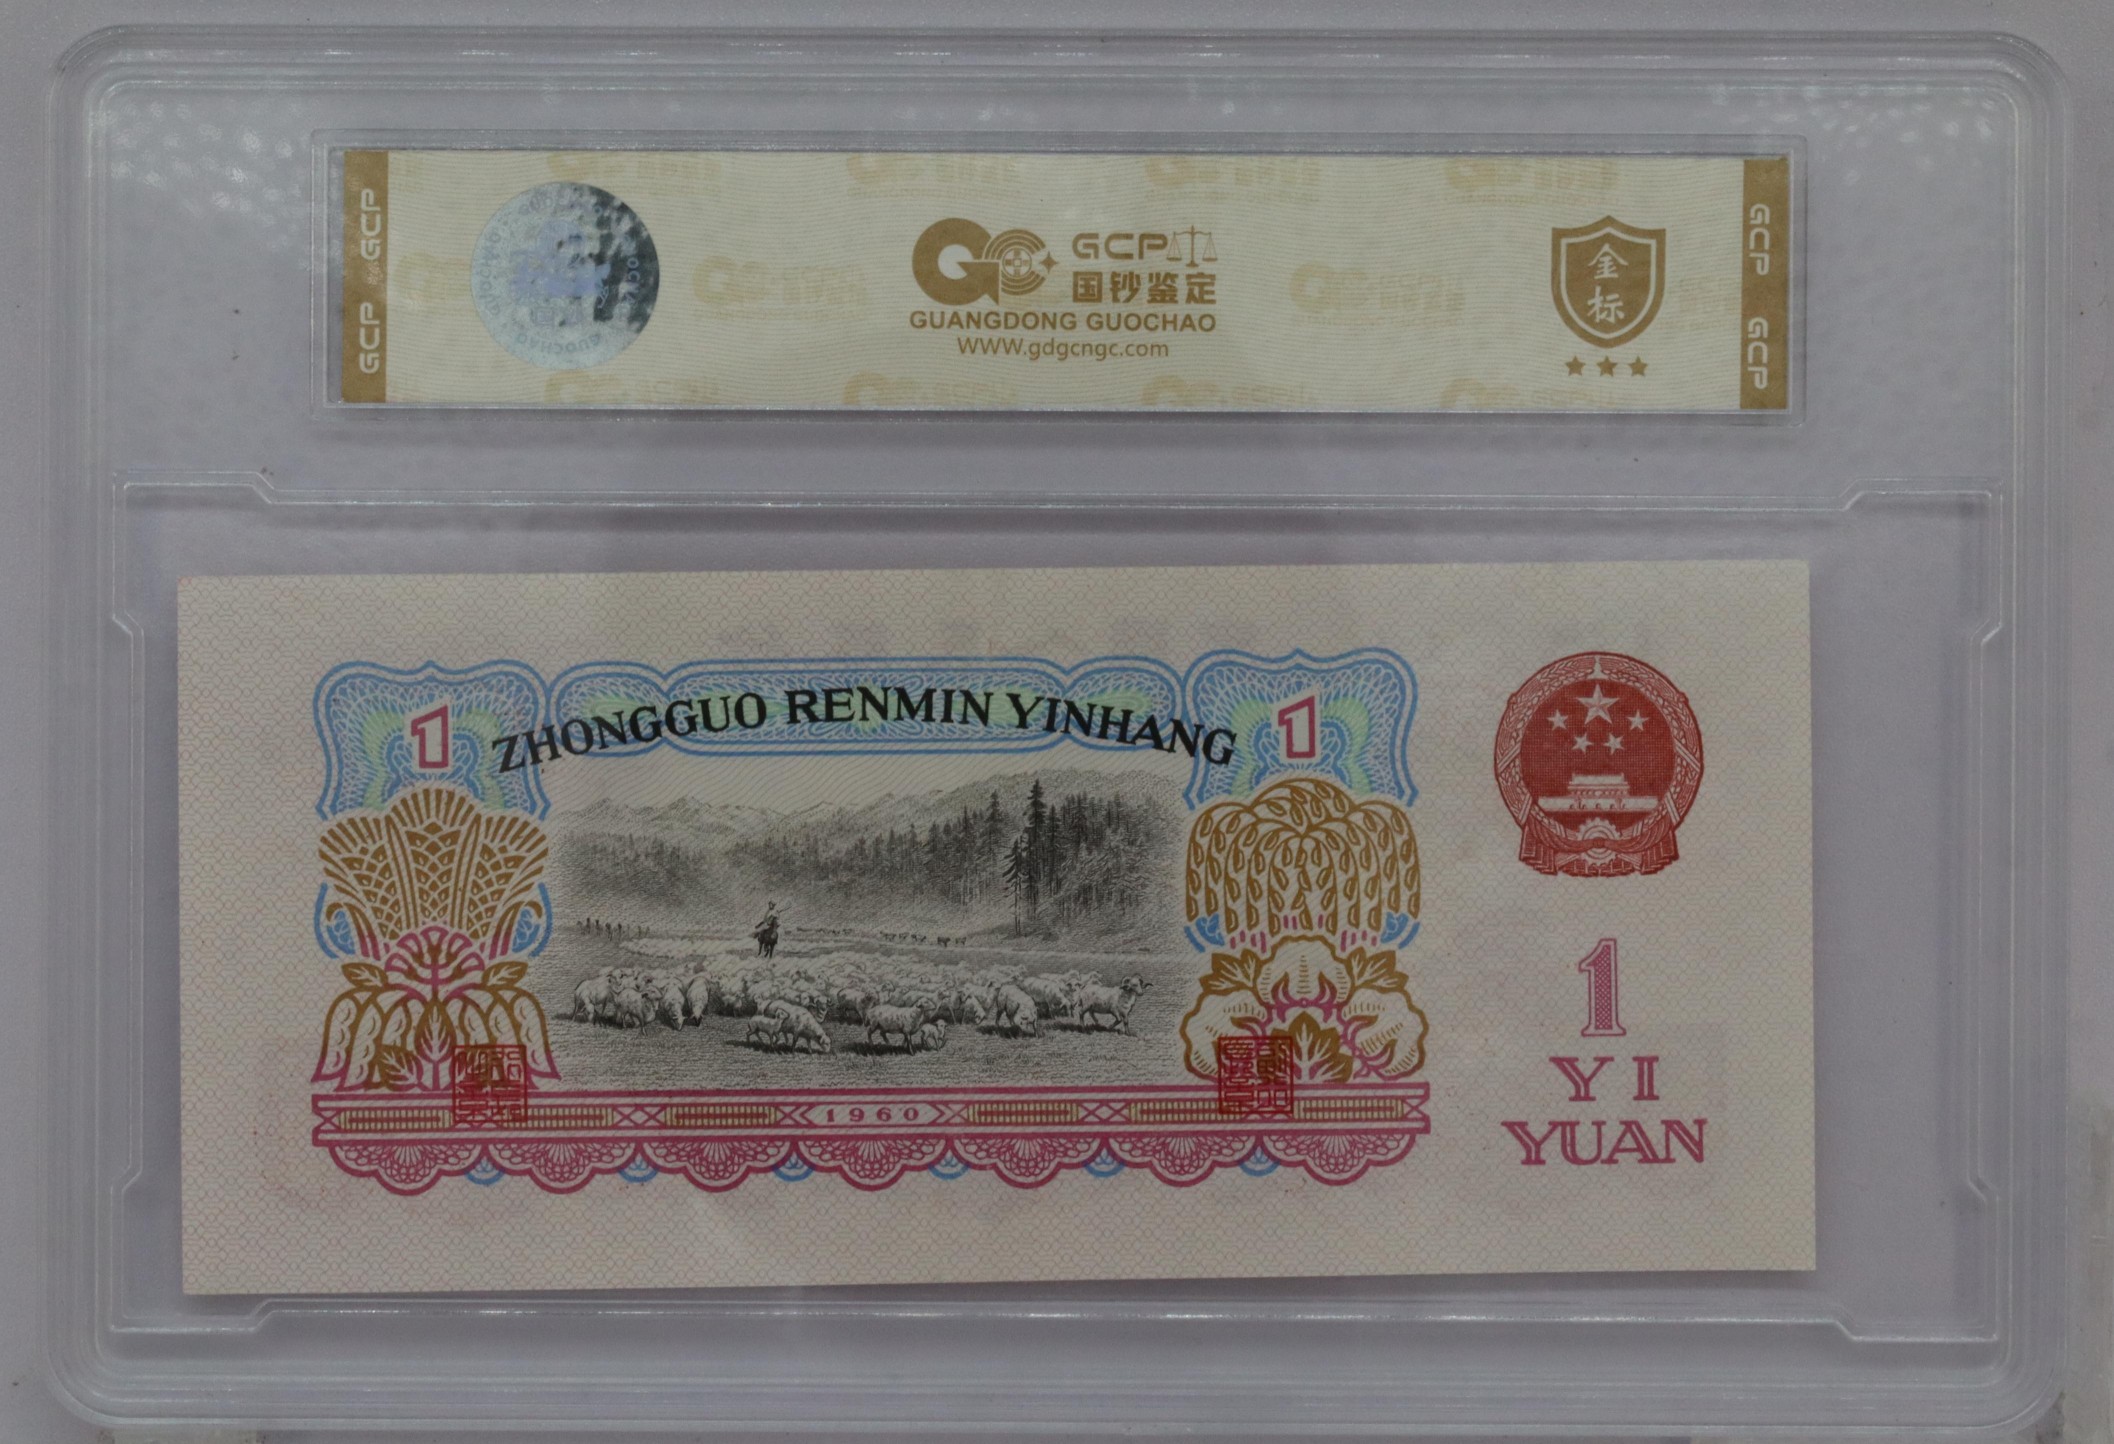 GCP GCP
GCP
国钞鉴定
GUANGDONG GUOCHAO
WWW.gdgcngc.com
金
标
GCP GCP
1
ZHONGGUO RENMIN YINHANG
1
1960
1
YI
YUAN